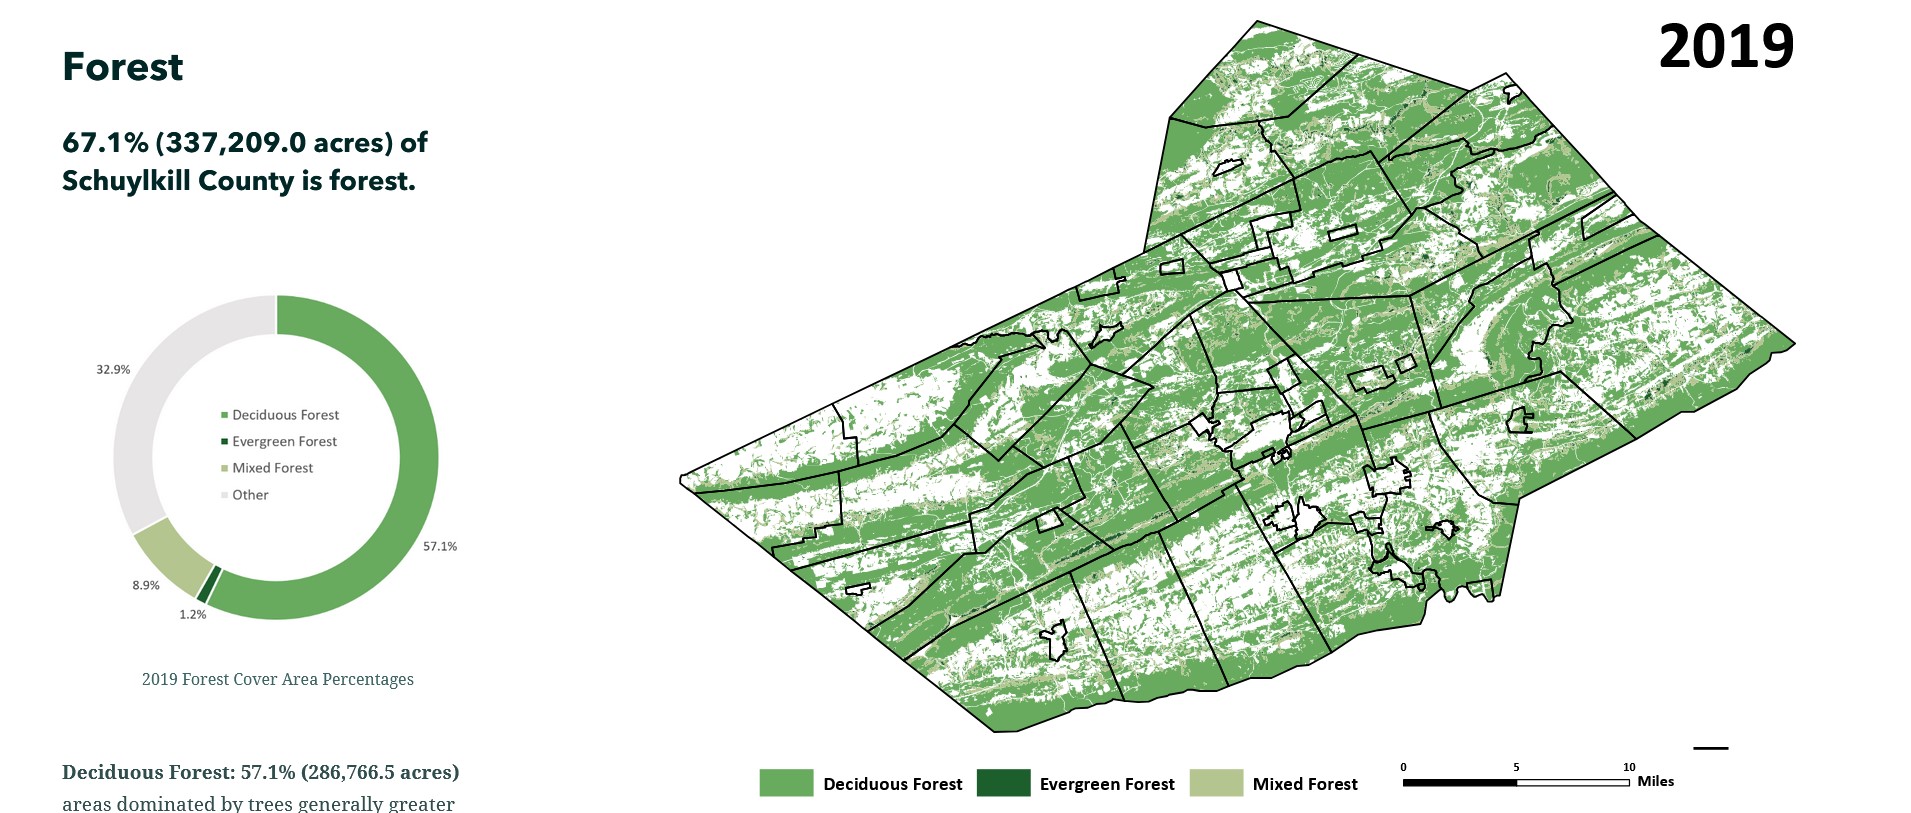 Forest
67.1% (337,209.0 acres) of
Schuylkill County is forest.
32.9%
Deciduous Forest
Evergreen Forest
Mixed Forest
Other
57.1%
8.9%
1.2%
2019 Forest Cover Area Percentages
Deciduous Forest: 57.1% (286,766.5 acres)
areas dominated by trees generally greater
2019
Deciduous Forest
Evergreen Forest
Mixed Forest
0 5 10
Miles